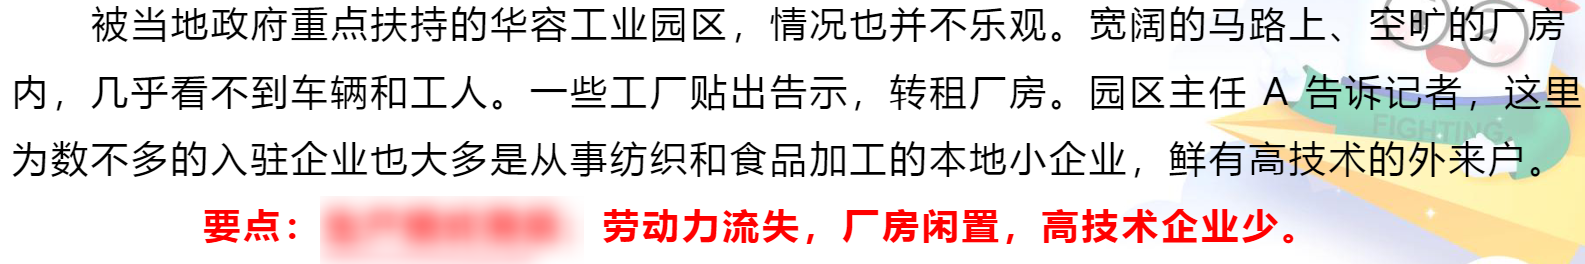 被当地政府重点扶持的华容工业园区，情况也并不乐观。宽阔的马路上、空旷的厂房
内，几乎看不到车辆和工人。一些工厂贴出告示，转租厂房。园区主任 A 告诉记者，这里
为数不多的入驻企业也大多是从事纺织和食品加工的本地小企业，鲜有高技术的外来户。
要点： 劳动力流失，厂房闲置，高技术企业少。
FIGHTING